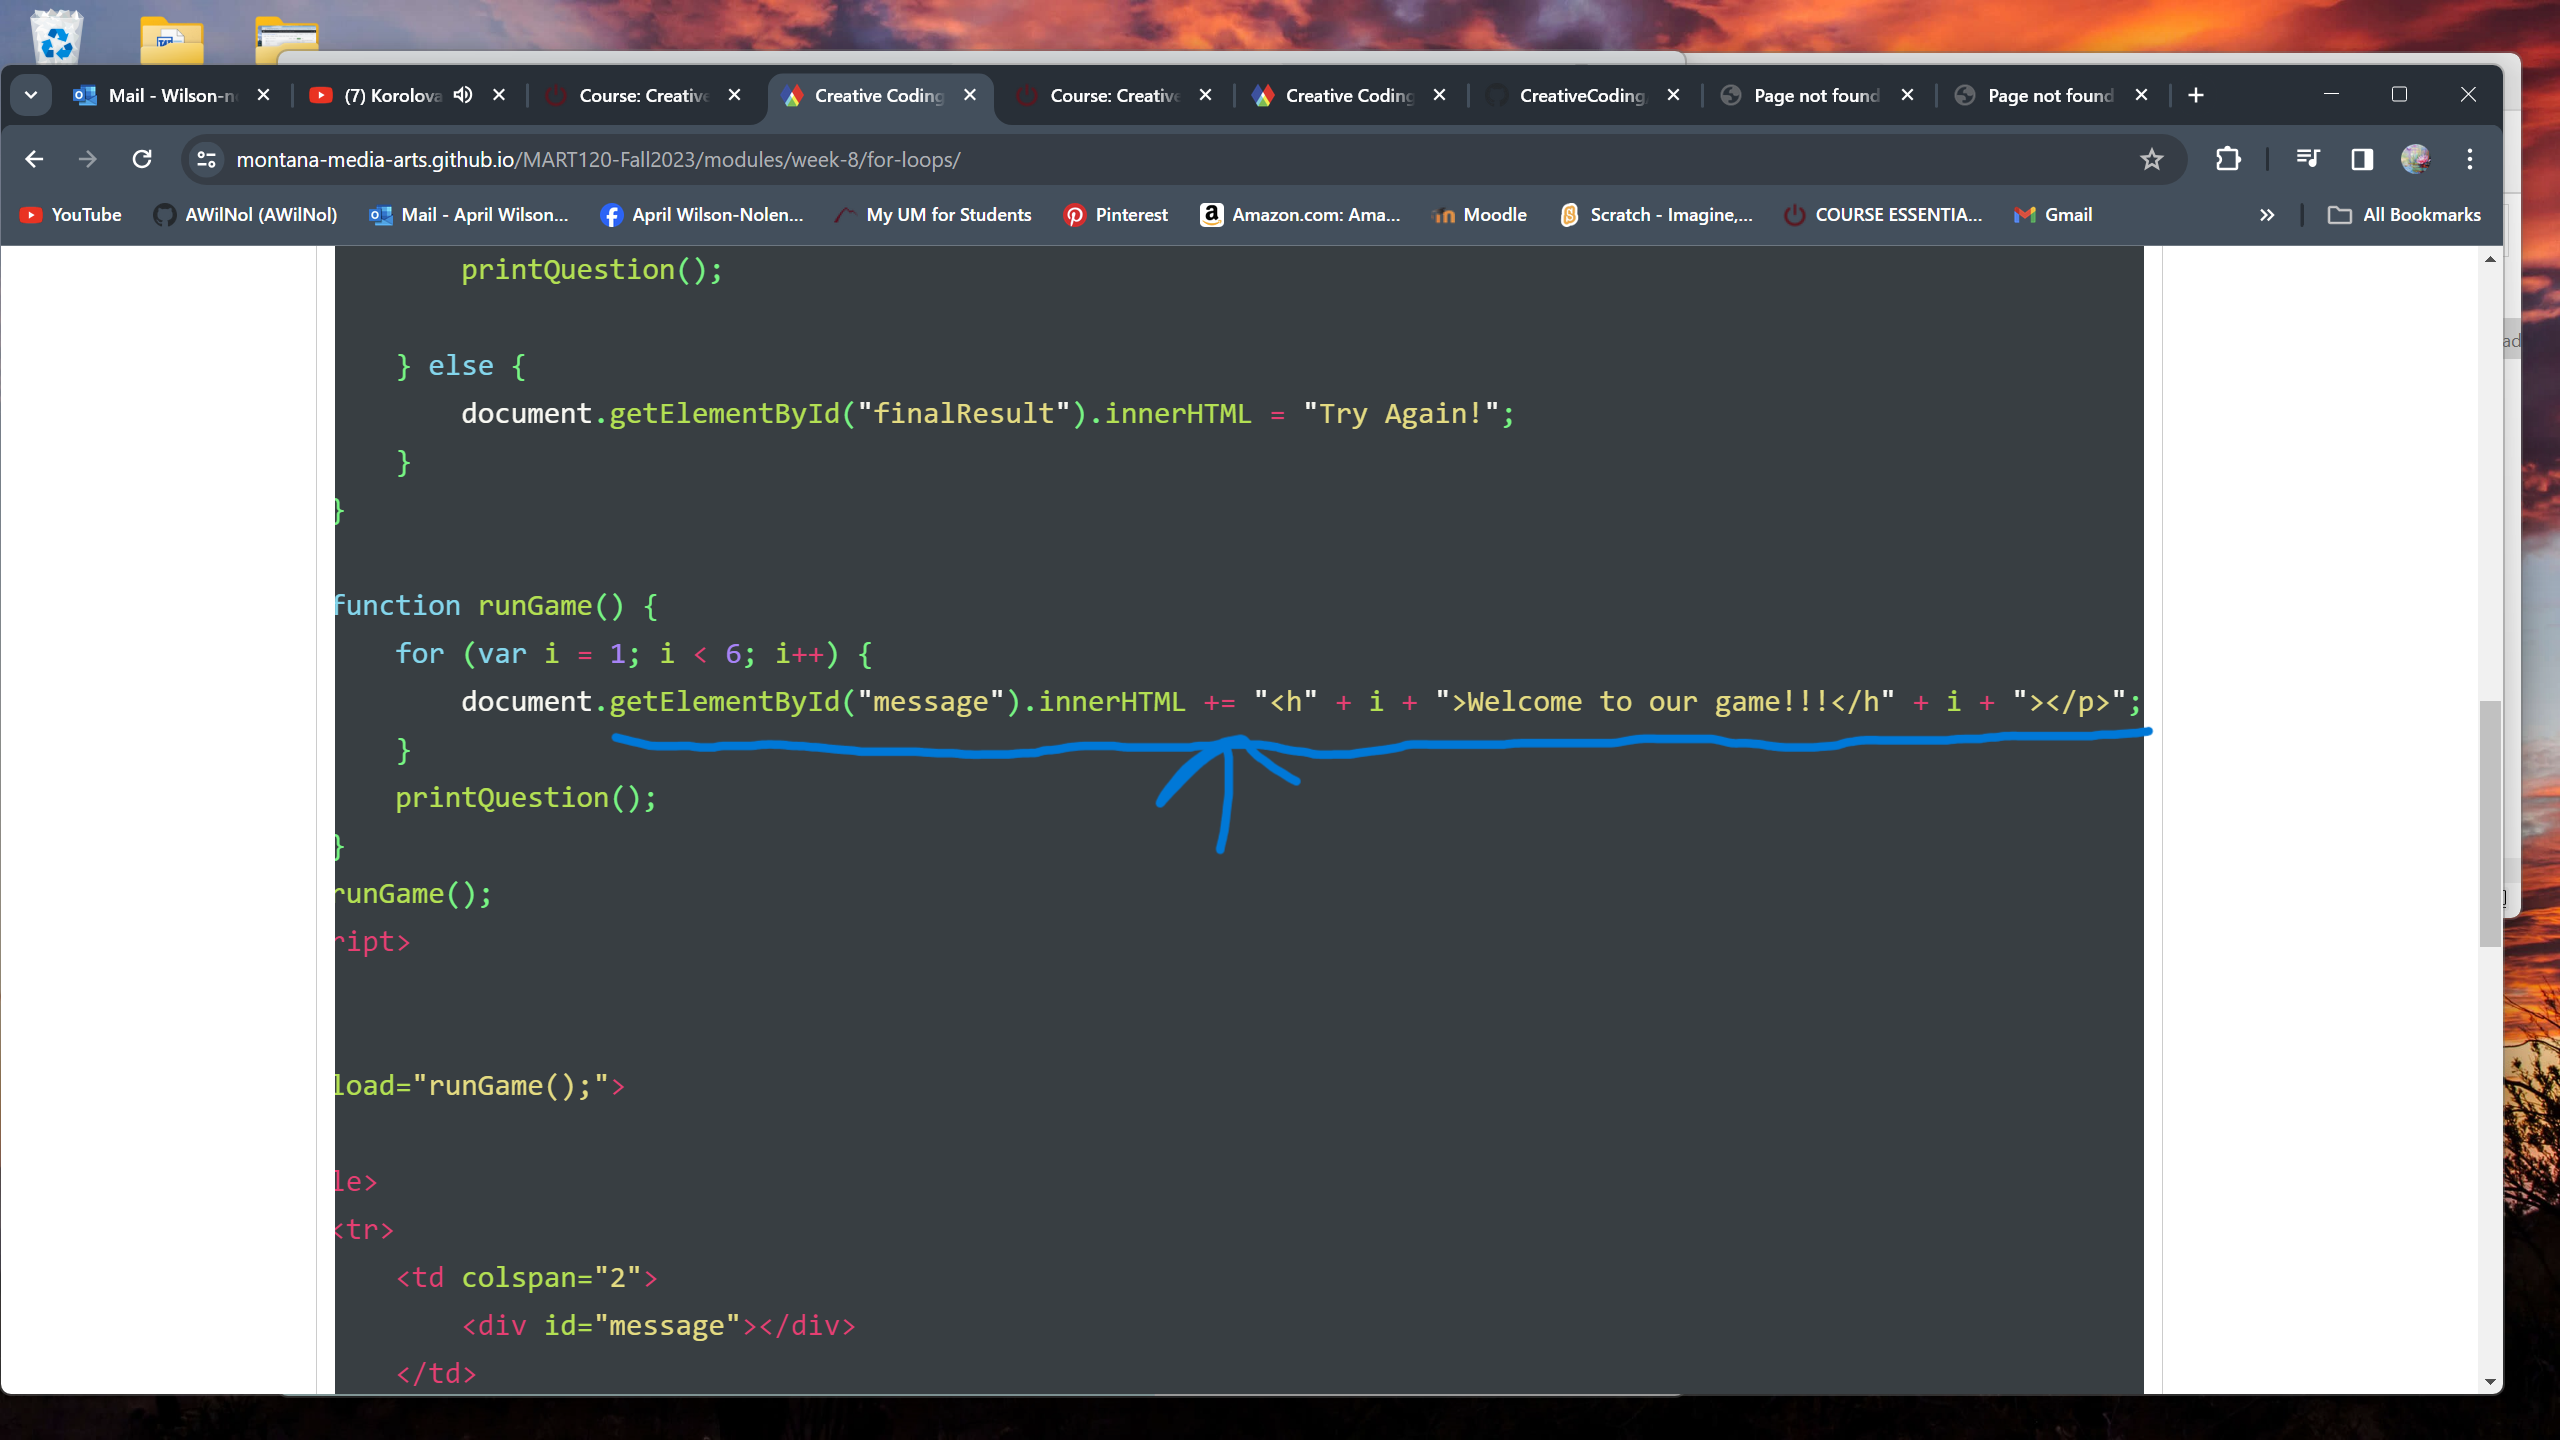 Mail - Wilson-n
(7) Korolova
Course: Creative
Creative Coding
Course: Creative
Creative Coding
CreativeCoding
Page not found
Page not found
montana-media-arts.github.io/MART120-Fall2023/modules/week-8/for-loops/
YouTube
AWilNol (AWilNol)
Mail - April Wilson...
April Wilson-Nolen...
My UM for Students
Pinterest
Amazon.com: Ama...
Moodle
Scratch - Imagine,...
COURSE ESSENTIA...
Gmail
»
All Bookmarks
printQuestion();
} else {
document.getElementById("finalResult").innerHTML = "Try Again!";
}
}
function runGame() {
for (var i = 1; i < 6; i++) {
document.getElementById("message").innerHTML += "<h" + i + ">Welcome to our game!!!</h" + i + "></p>";
}
printQuestion();
}
runGame();
ript>
load="runGame();">
le>
<tr>
<td colspan="2">
<div id="message"></div>
</td>
ad